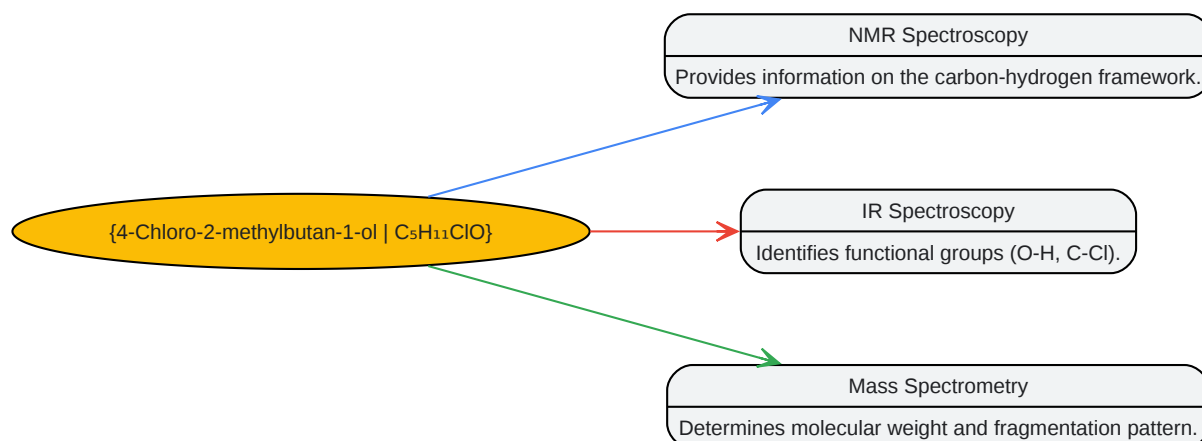 NMR Spectroscopy
Provides information on the carbon-hydrogen framework.
{4-Chloro-2-methylbutan-1-ol | C₅H₁₁ClO}
IR Spectroscopy
Identifies functional groups (O-H, C-Cl).
Mass Spectrometry
Determines molecular weight and fragmentation pattern.